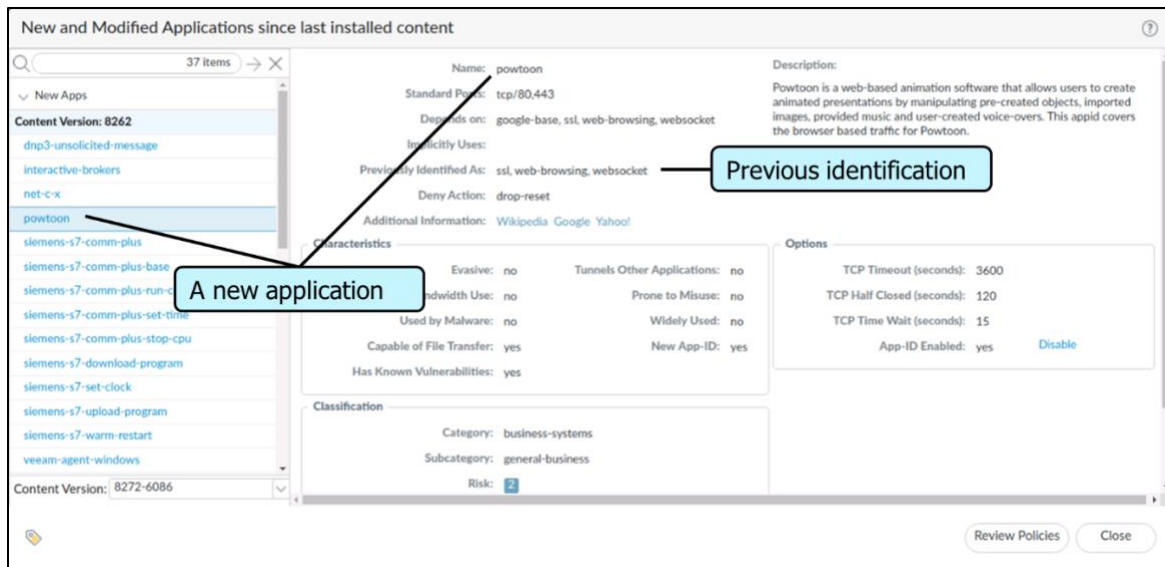 New and Modified Applications since last installed content
37 items
New Apps
Content Version: 8262
dnp3-unsolicited-message
interactive-brokers
net-c-x
powtoon
siemens-s7-comm-plus
siemens-s7-comm-plus-base
siemens-s7-comm-plus-run-c
siemens-s7-comm-plus-set-time
siemens-s7-comm-plus-stop-cpu
siemens-s7-download-program
siemens-s7-set-clock
siemens-s7-upload-program
siemens-s7-warm-restart
veeam-agent-windows
Content Version: 8272-6086
Name: powtoon
Standard Ports: tcp/80,443
Depends on: google-base, ssl, web-browsing, websocket
Implicitly Uses:
Previously Identified As: ssl, web-browsing, websocket
Deny Action: drop-reset
Additional Information: Wikipedia Google Yahoo!
Description:
Powtoon is a web-based animation software that allows users to create
animated presentations by manipulating pre-created objects, imported
images, provided music and user-created voice-overs. This appid covers
the browser based traffic for Powtoon.
Previous identification
A new application
Characteristics
Evasive: no
Tunnels Other Applications: no
ndwidth Use: no
Prone to Misuse: no
Used by Malware: no
Widely Used: no
Capable of File Transfer: yes
New App-ID: yes
Has Known Vulnerabilities: yes
Options
TCP Timeout (seconds): 3600
TCP Half Closed (seconds): 120
TCP Time Wait (seconds): 15
App-ID Enabled: yes Disable
Classification
Category: business-systems
Subcategory: general-business
Risk: 2
Review Policies
Close